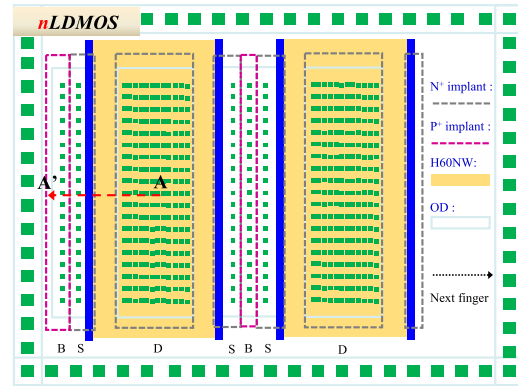 nLDMOS
N+ implant :
P+ implant :
H60NW:
A' A
OD :
Next finger
B S D S B S D